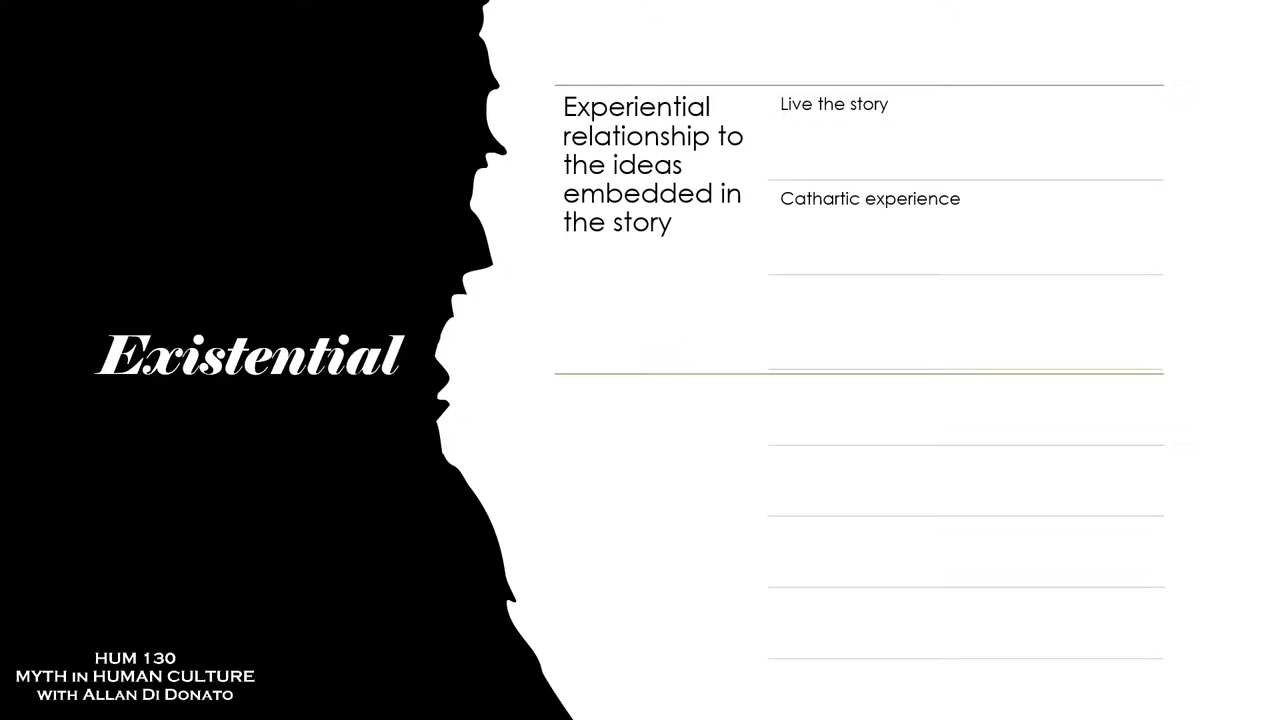 Existential
Experiential
relationship to
the ideas
embedded in
the story
Live the story
Cathartic experience
HUM 130
MYTH in HUMAN CULTURE
WITH ALLAN DI DONATO